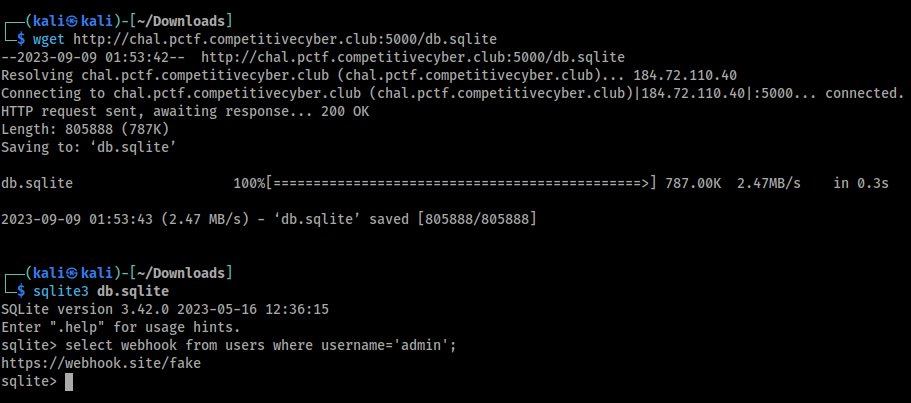 ┌──(kali㉿kali)-[~/Downloads]
└─$ wget http://chal.pctf.competitivecyber.club:5000/db.sqlite
--2023-09-09 01:53:42--  http://chal.pctf.competitivecyber.club:5000/db.sqlite
Resolving chal.pctf.competitivecyber.club (chal.pctf.competitivecyber.club)... 184.72.110.40
Connecting to chal.pctf.competitivecyber.club (chal.pctf.competitivecyber.club)|184.72.110.40|:5000... connected.
HTTP request sent, awaiting response... 200 OK
Length: 805888 (787K)
Saving to: ‘db.sqlite’
db.sqlite                    100%[==============================================>] 787.00K  2.47MB/s    in 0.3s
2023-09-09 01:53:43 (2.47 MB/s) - ‘db.sqlite’ saved [805888/805888]
┌──(kali㉿kali)-[~/Downloads]
└─$ sqlite3 db.sqlite
SQLite version 3.42.0 2023-05-16 12:36:15
Enter ".help" for usage hints.
sqlite> select webhook from users where username='admin';
https://webhook.site/fake
sqlite>